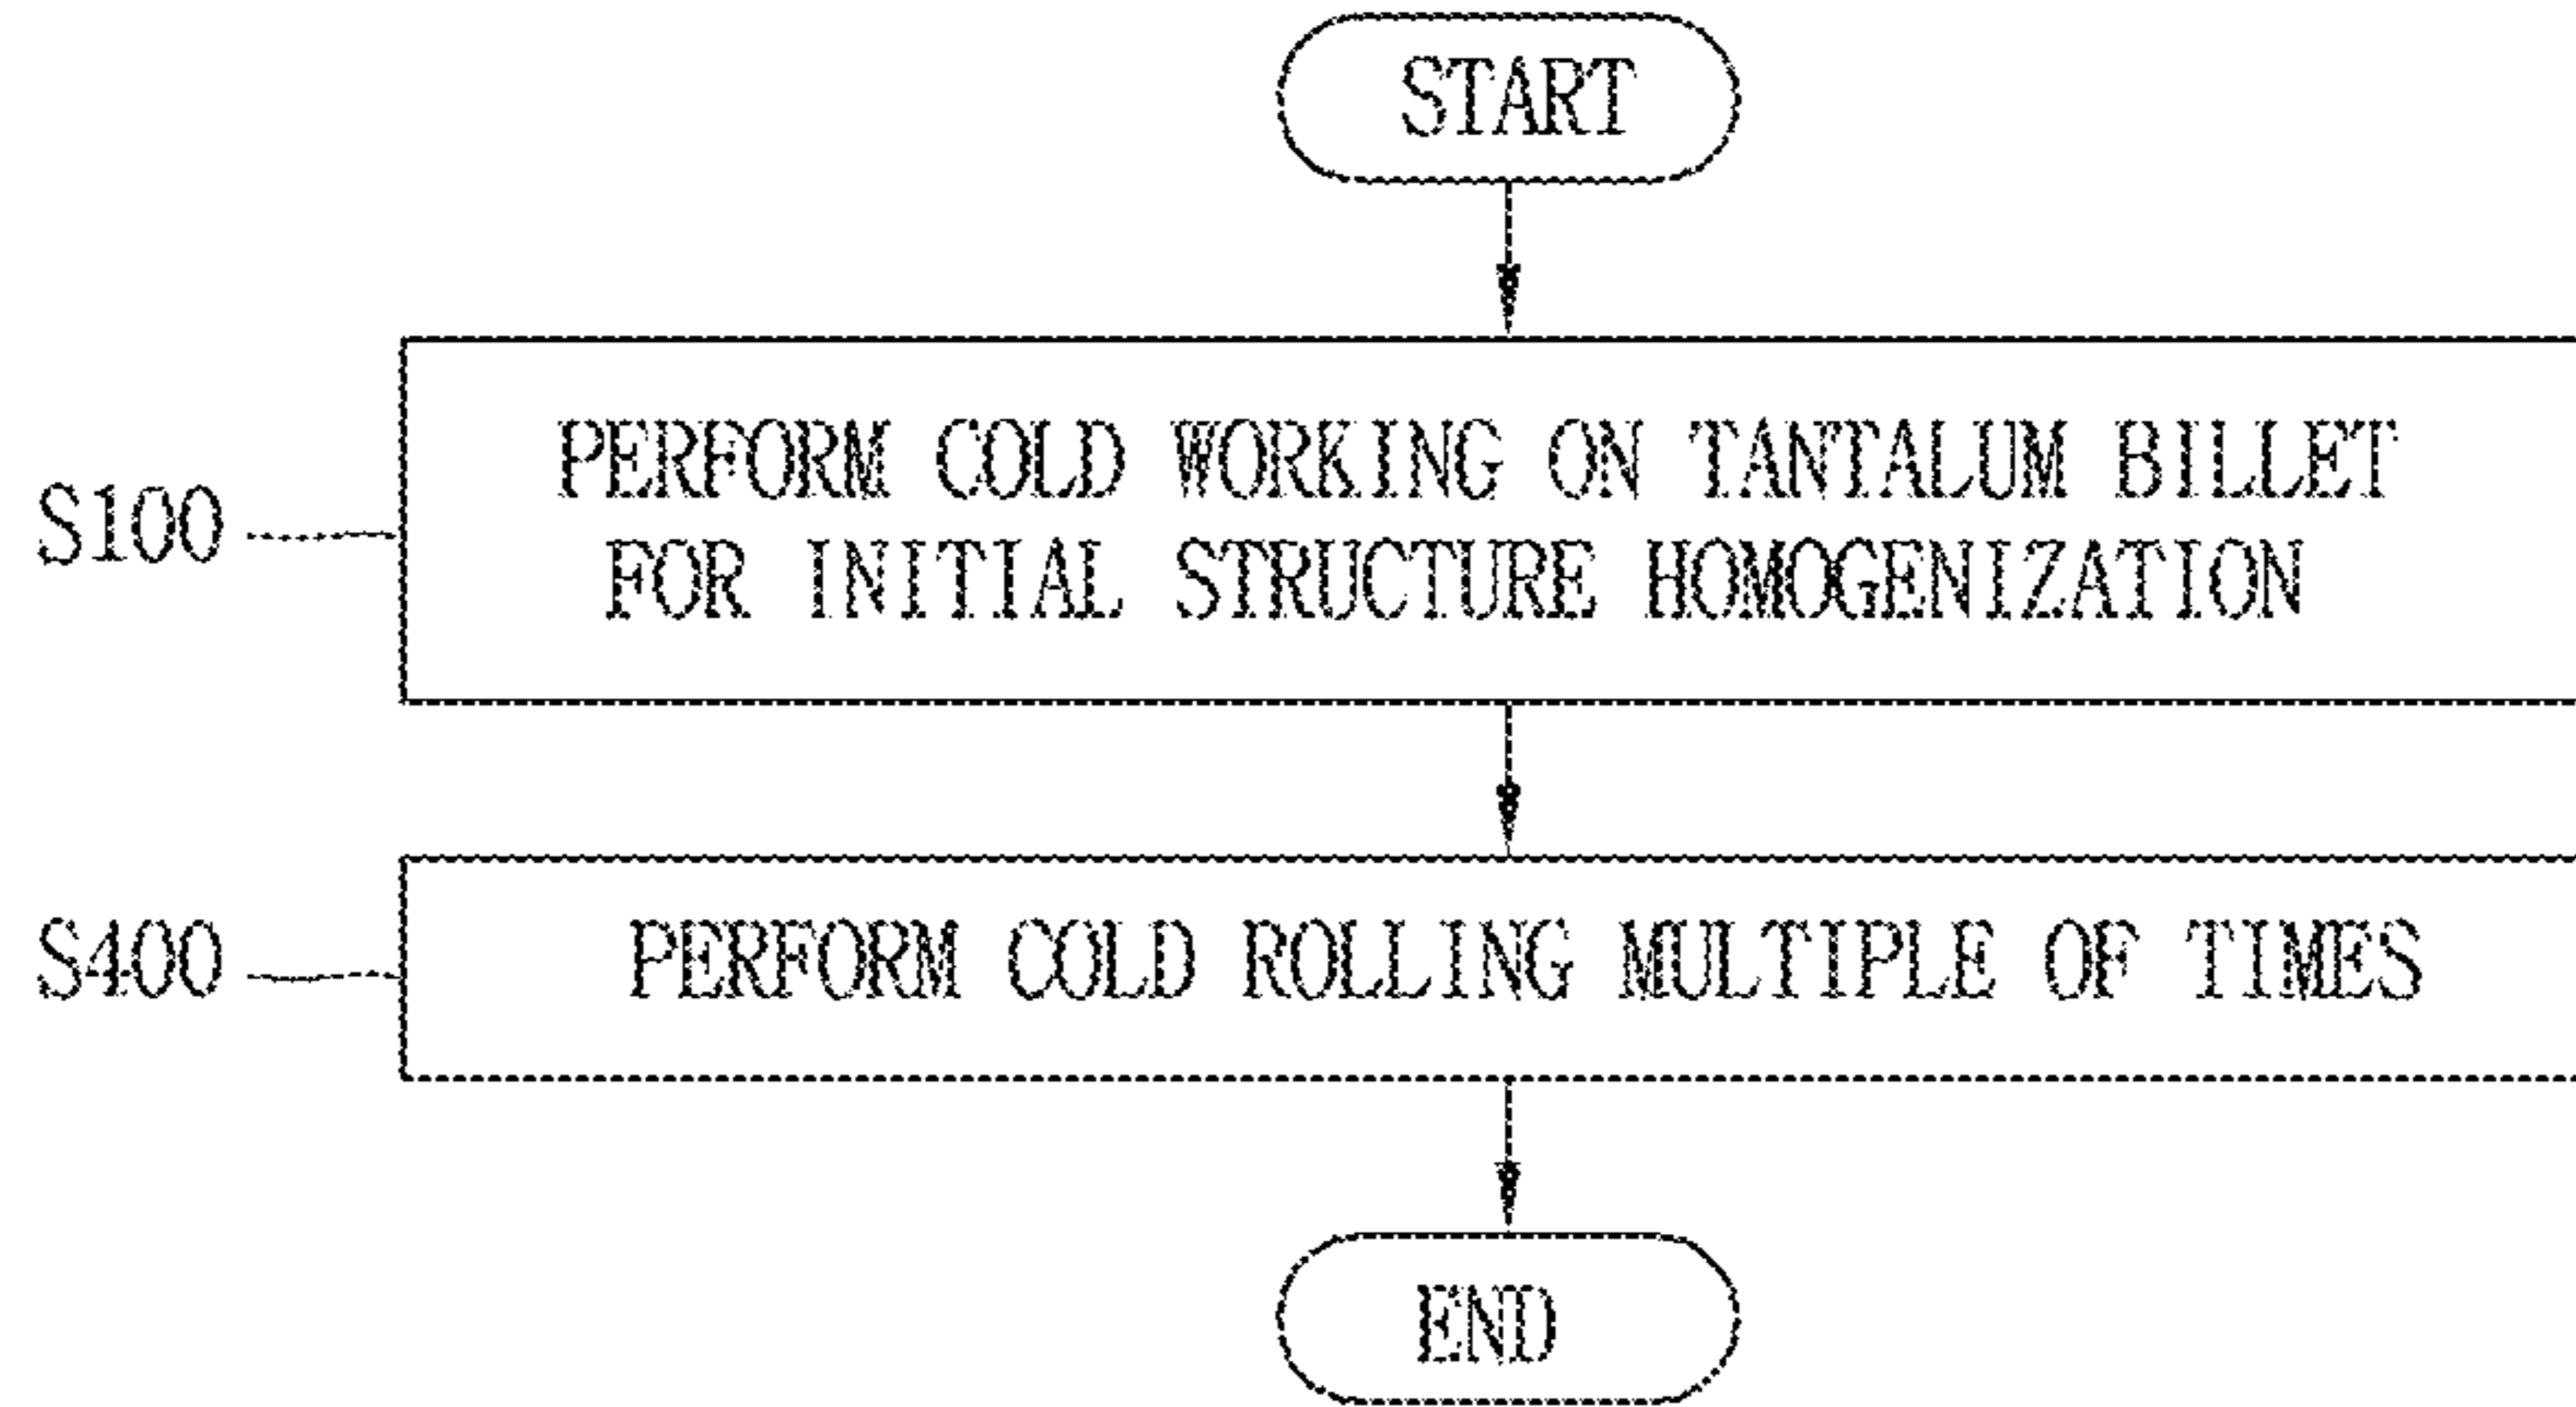 START
S100
PERFORM COLD WORKING ON TANTALUM BILLET
FOR INITIAL STRUCTURE HOMOGENIZATION
S400
PERFORM COLD ROLLING MULTIPLE OF TIMES
END